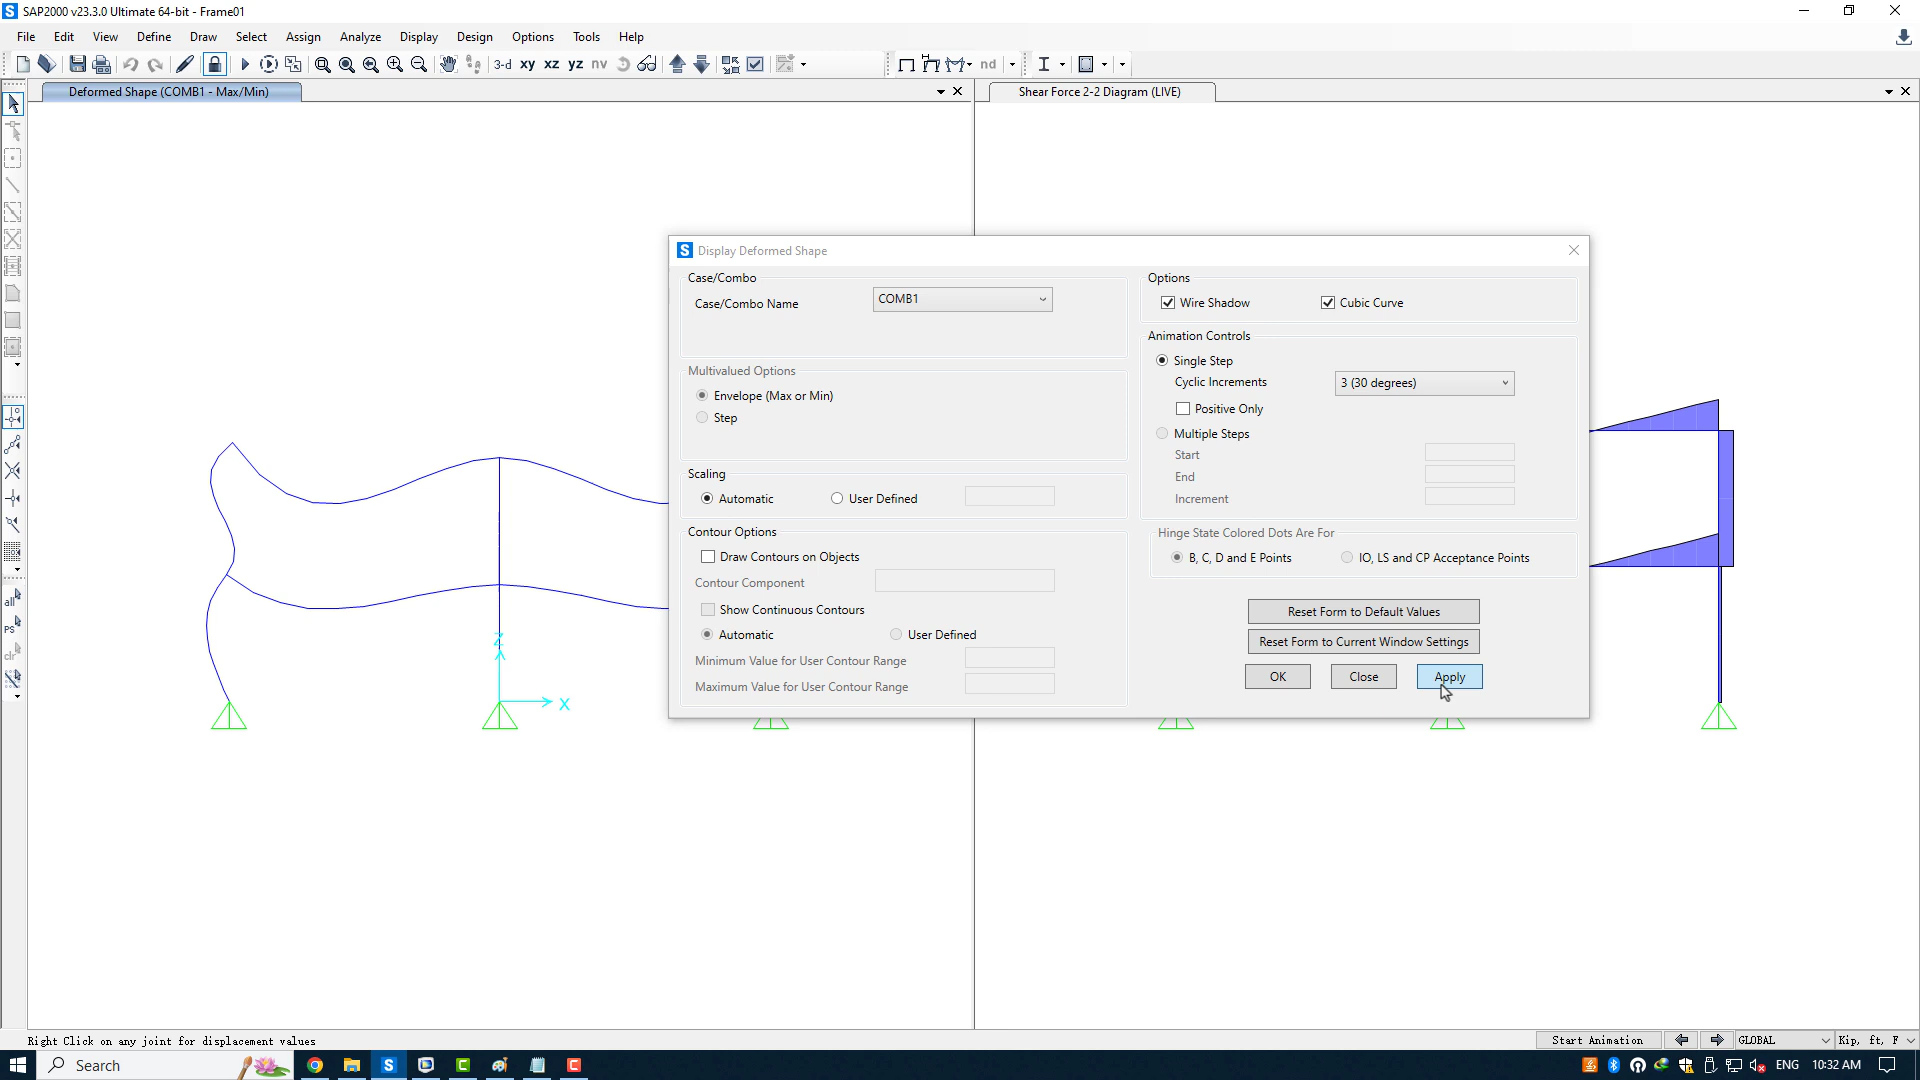 SAP2000 v23.3.0 Ultimate 64-bit - Frame01
File Edit View Define Draw Select Assign Analyze Display Design Options Tools Help
3-d xy xz yz nv nd
Deformed Shape (COMB1 - Max/Min)
Shear Force 2-2 Diagram (LIVE)
all
PS
clr
Z
X
Display Deformed Shape
Case/Combo
Case/Combo Name COMB1
Multivalued Options
Envelope (Max or Min)
Step
Scaling
Automatic User Defined
Contour Options
Draw Contours on Objects
Contour Component
Show Continuous Contours
Automatic User Defined
Minimum Value for User Contour Range
Maximum Value for User Contour Range
Options
Wire Shadow Cubic Curve
Animation Controls
Single Step
Cyclic Increments 3 (30 degrees)
Positive Only
Multiple Steps
Start
End
Increment
Hinge State Colored Dots Are For
B, C, D and E Points IO, LS and CP Acceptance Points
Reset Form to Default Values
Reset Form to Current Window Settings
OK Close Apply
Right Click on any joint for displacement values
Start Animation GLOBAL Kip, ft, F
Search
ENG 10:32 AM